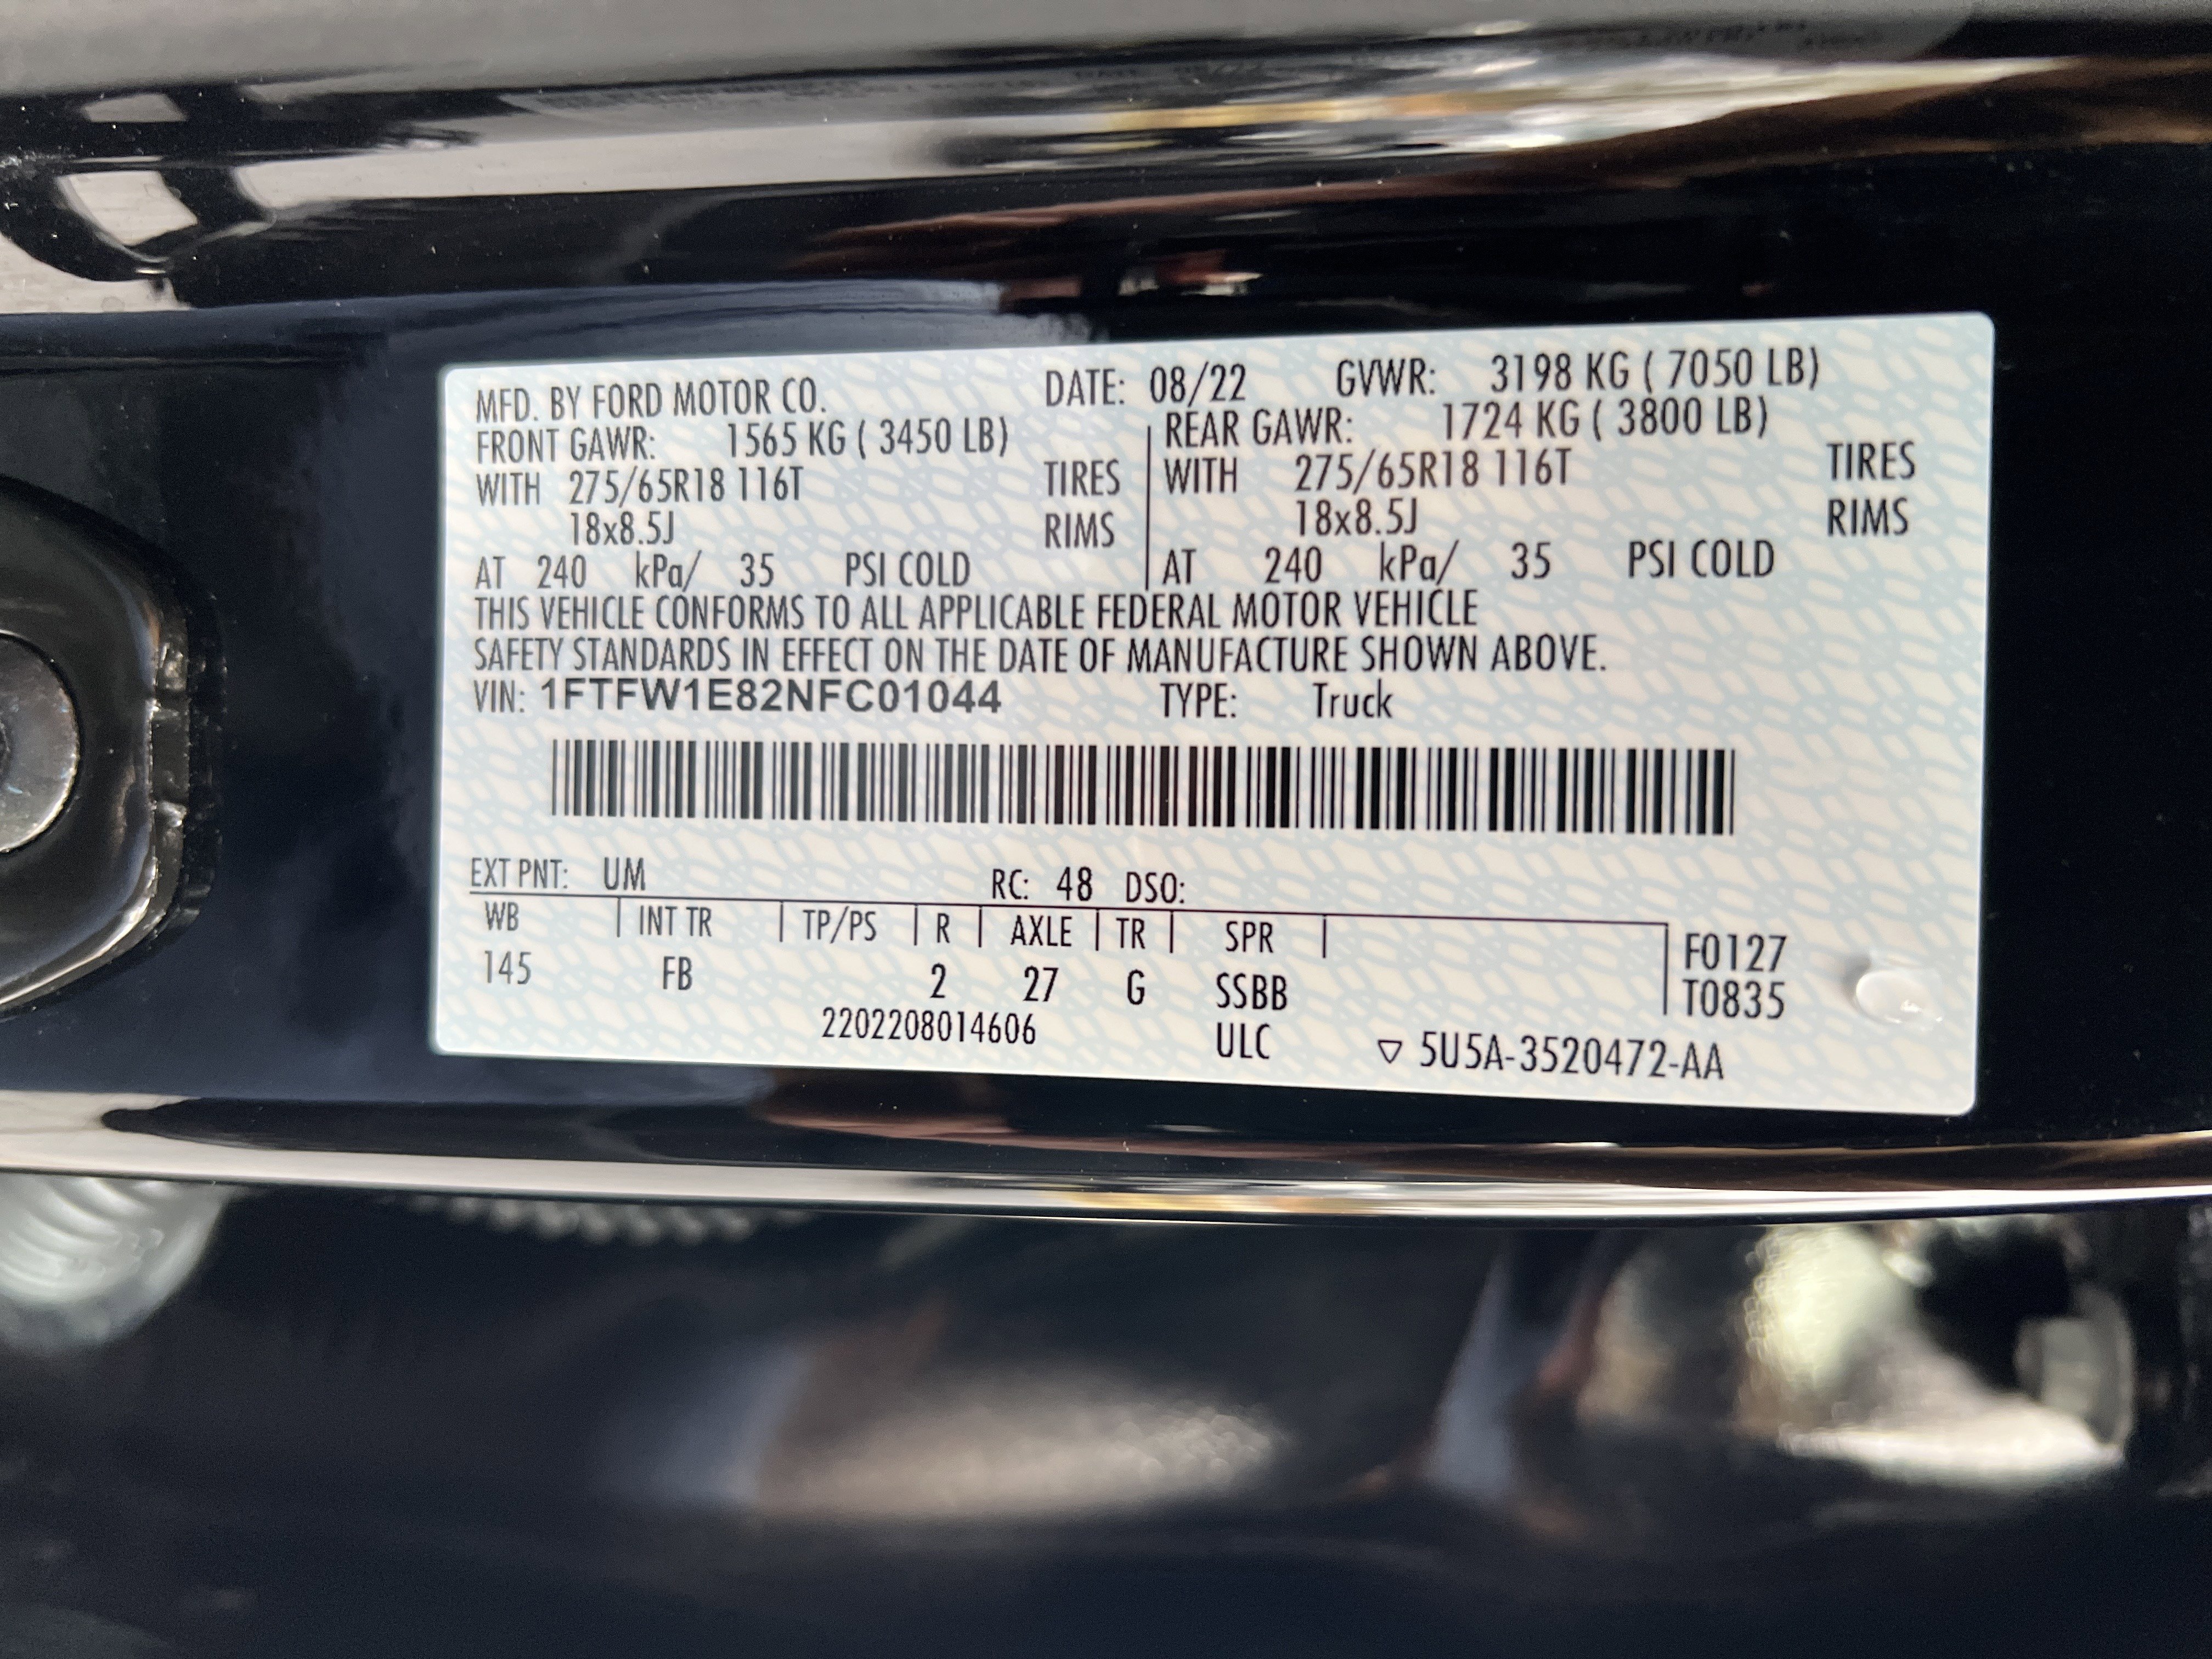 MFD. BY FORD MOTOR CO. DATE: 08/22 GVWR: 3198 KG ( 7050 LB)
FRONT GAWR: 1565 KG ( 3450 LB) REAR GAWR: 1724 KG ( 3800 LB)
WITH 275/65R18 116T TIRES WITH 275/65R18 116T TIRES
18x8.5J RIMS 18x8.5J RIMS
AT 240 kPa/ 35 PSI COLD AT 240 kPa/ 35 PSI COLD
THIS VEHICLE CONFORMS TO ALL APPLICABLE FEDERAL MOTOR VEHICLE
SAFETY STANDARDS IN EFFECT ON THE DATE OF MANUFACTURE SHOWN ABOVE.
VIN: 1FTFW1E82NFC01044 TYPE: Truck
EXT PNT: UM RC: 48 DSO:
WB INT TR TP/PS R AXLE TR SPR F0127
145 FB 2 27 G SSBB T0835
2202208014606 ULC ▽ 5U5A-3520472-AA